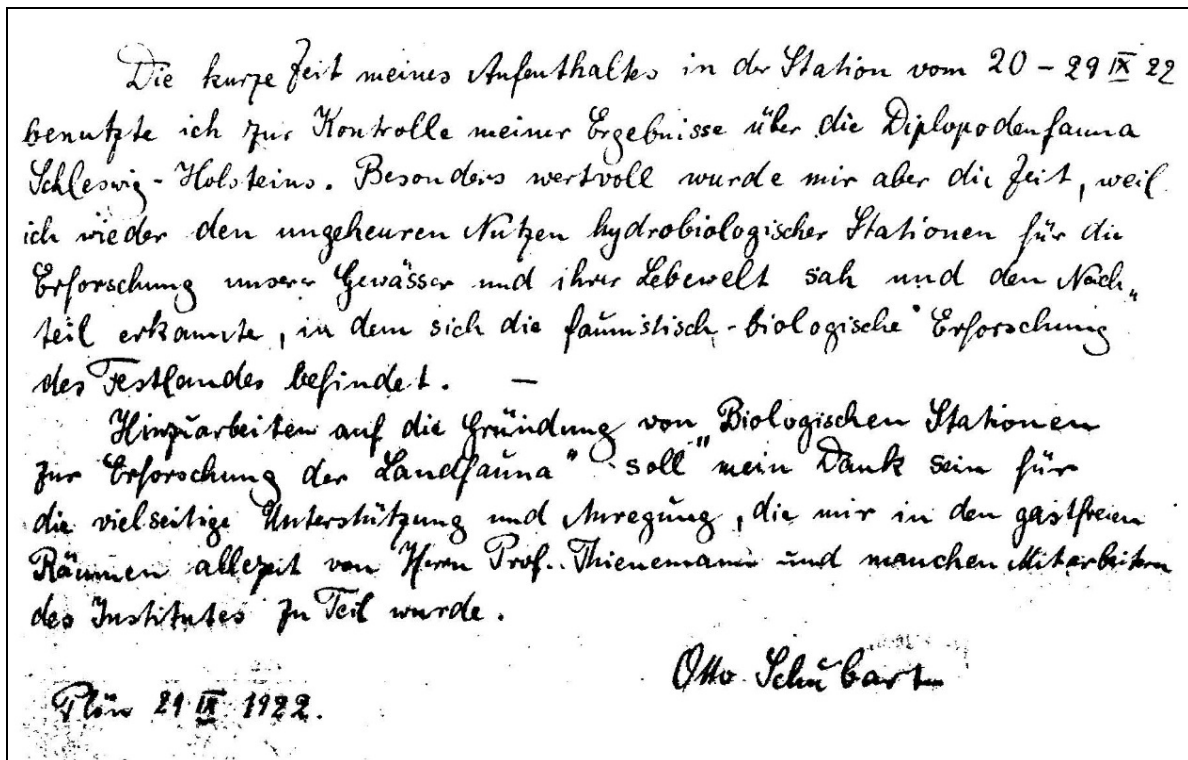 Die kurze Zeit meines Aufenthaltes in der Station vom 20 – 29 IX 22
benutzte ich zur Kontrolle meiner Ergebnisse über die Diplopodenfauna
Schleswig-Holsteins. Besonders wertvoll wurde mir aber die Zeit, weil
ich wieder den ungeheuren Nutzen hydrobiologischer Stationen für die
Erforschung unserer Gewässer und ihrer Lebewelt sah und den Nach„
teil erkannte, in dem sich die faunistisch-biologische Erforschung
des Festlandes befindet. —
Hinzuarbeiten auf die Gründung von "Biologischen Stationen
zur Erforschung der Landfauna" soll mein Dank sein für
die vielseitige Unterstützung und Anregung, die mir in den gastfreien
Räumen allezeit von Herrn Prof. Thienemann und manchen Mitarbeitern
des Institutes zu Teil wurde.
Otto Schubart
Plön 29 IX 1922.